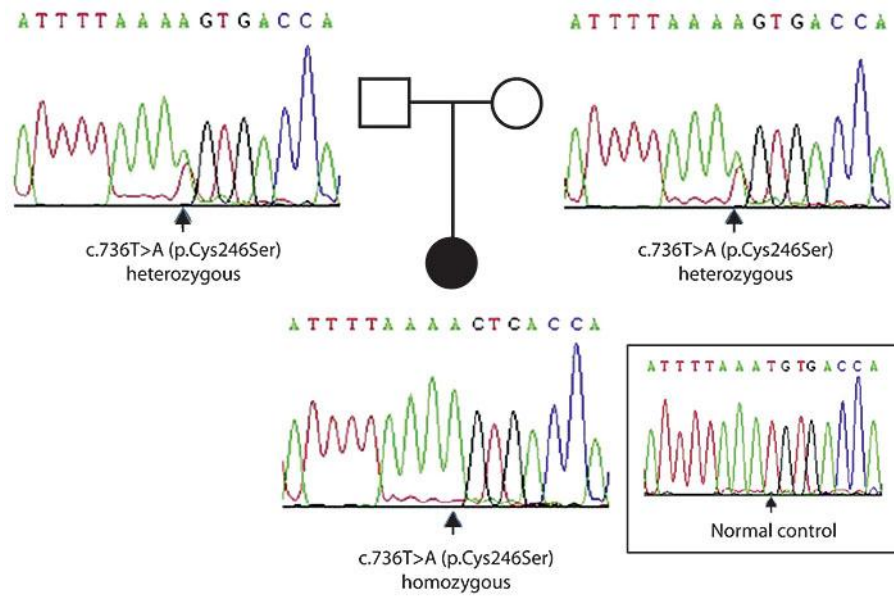 ATTTTAAAAGTGACCA
ATTTTAAAAGTGACCA
c.736T>A (p.Cys246Ser)
heterozygous
c.736T>A (p.Cys246Ser)
heterozygous
ATTTTAAAACTCACCA
c.736T>A (p.Cys246Ser)
homozygous
ATTTTAAATGTGACCA
Normal control